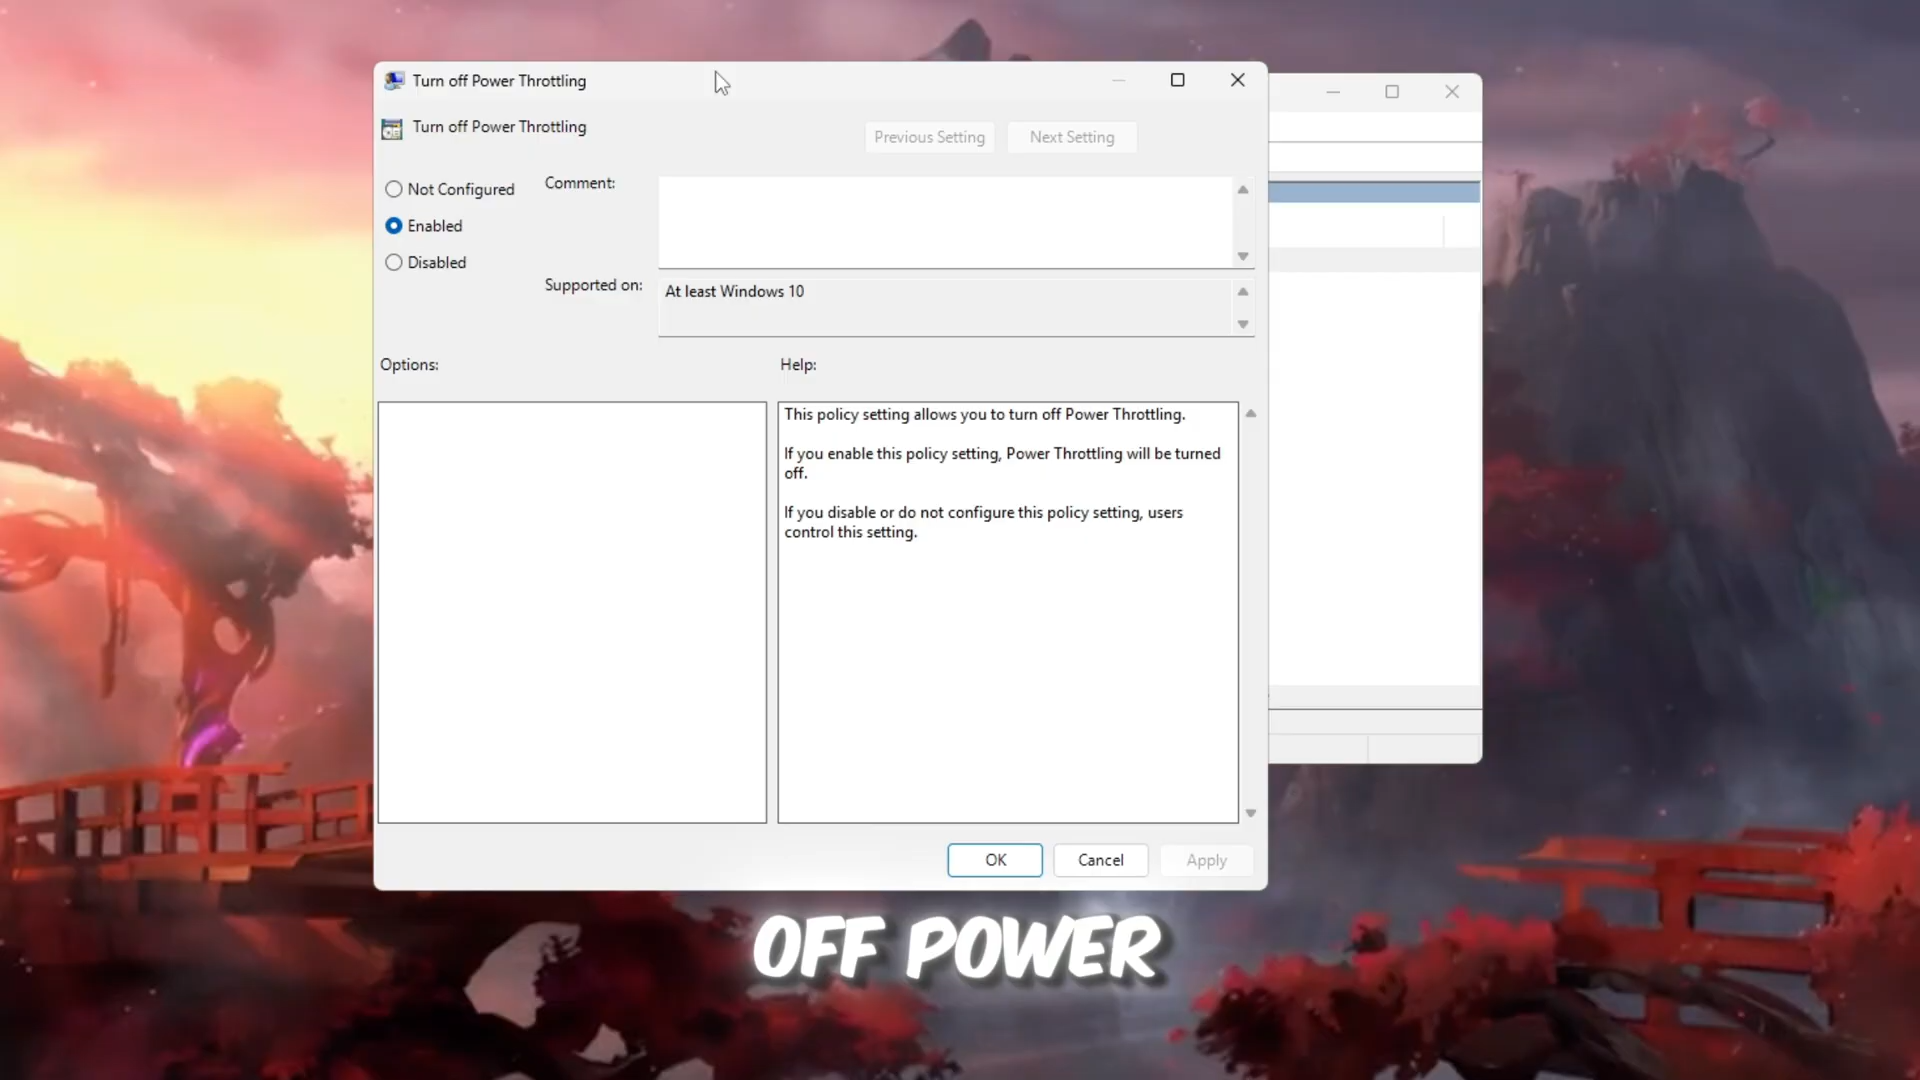 Turn off Power Throttling
Turn off Power Throttling
Previous Setting
Next Setting
Not Configured
Comment:
Enabled
Disabled
Supported on:
At least Windows 10
Options:
Help:
This policy setting allows you to turn off Power Throttling.
If you enable this policy setting, Power Throttling will be turned
off.
If you disable or do not configure this policy setting, users
control this setting.
OK
Cancel
Apply
OFF POWER